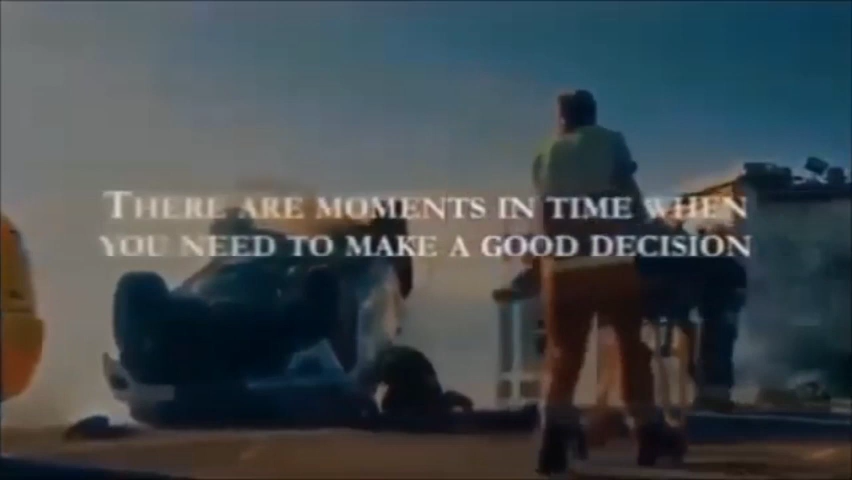 THERE ARE MOMENTS IN TIME WHEN
YOU NEED TO MAKE A GOOD DECISION